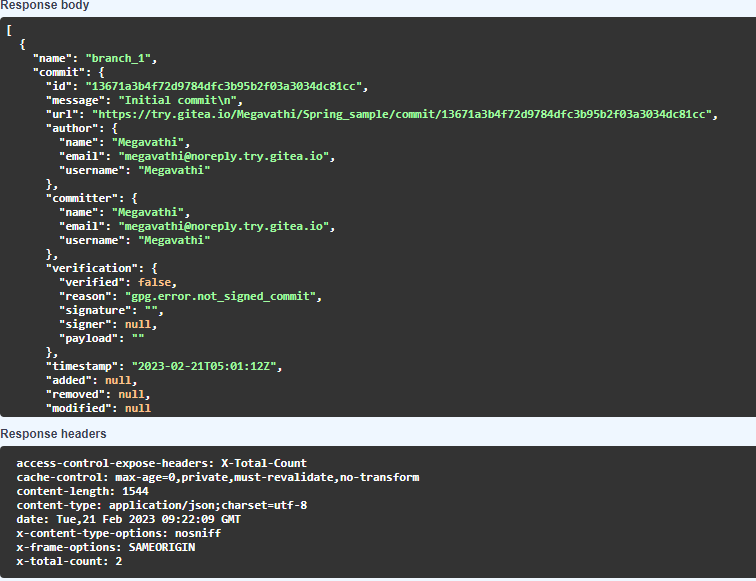 Response body
[
  {
    "name": "branch_1",
    "commit": {
      "id": "13671a3b4f72d9784dfc3b95b2f03a3034dc81cc",
      "message": "Initial commit\n",
      "url": "https://try.gitea.io/Megavathi/Spring_sample/commit/13671a3b4f72d9784dfc3b95b2f03a3034dc81cc",
      "author": {
        "name": "Megavathi",
        "email": "megavathi@noreply.try.gitea.io",
        "username": "Megavathi"
      },
      "committer": {
        "name": "Megavathi",
        "email": "megavathi@noreply.try.gitea.io",
        "username": "Megavathi"
      },
      "verification": {
        "verified": false,
        "reason": "gpg.error.not_signed_commit",
        "signature": "",
        "signer": null,
        "payload": ""
      },
      "timestamp": "2023-02-21T05:01:12Z",
      "added": null,
      "removed": null,
      "modified": null
Response headers
access-control-expose-headers: X-Total-Count
cache-control: max-age=0,private,must-revalidate,no-transform
content-length: 1544
content-type: application/json;charset=utf-8
date: Tue,21 Feb 2023 09:22:09 GMT
x-content-type-options: nosniff
x-frame-options: SAMEORIGIN
x-total-count: 2